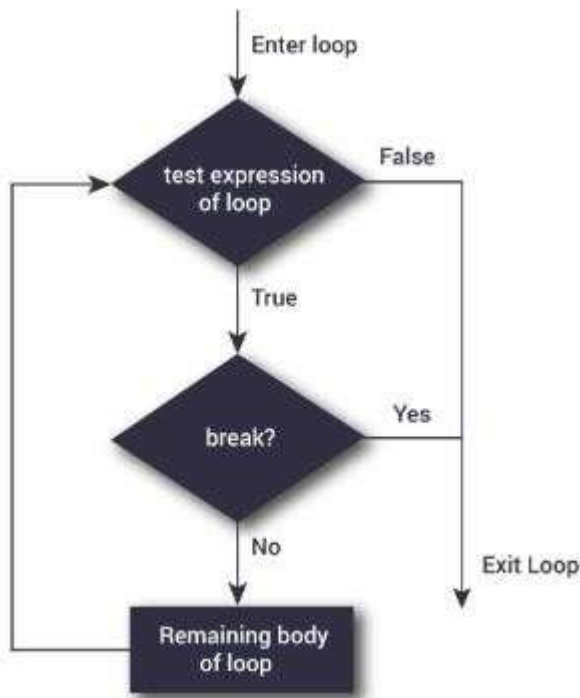 Enter loop
test expression
of loop
False
True
break?
Yes
No
Exit Loop
Remaining body
of loop